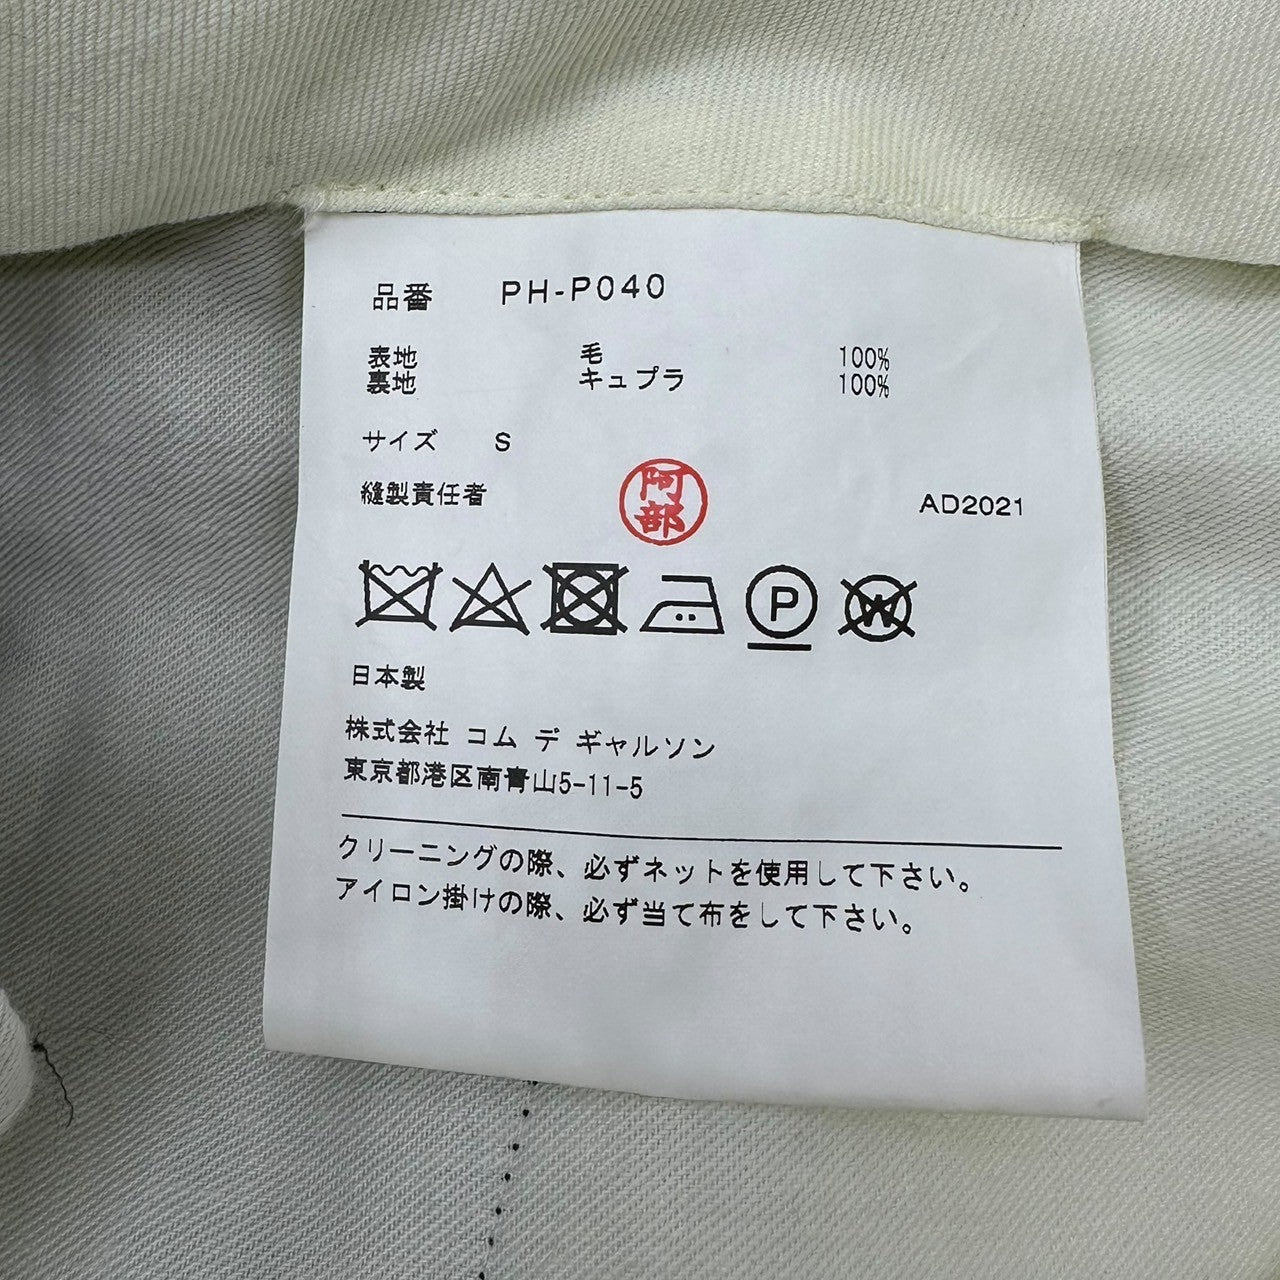 品番 PH-P040
表地 毛 100%
裏地 キュプラ 100%
サイズ S
縫製責任者 阿部 AD2021
P W
日本製
株式会社 コム デ ギャルソン
東京都港区南青山5-11-5
クリーニングの際、必ずネットを使用して下さい。
アイロン掛けの際、必ず当て布をして下さい。